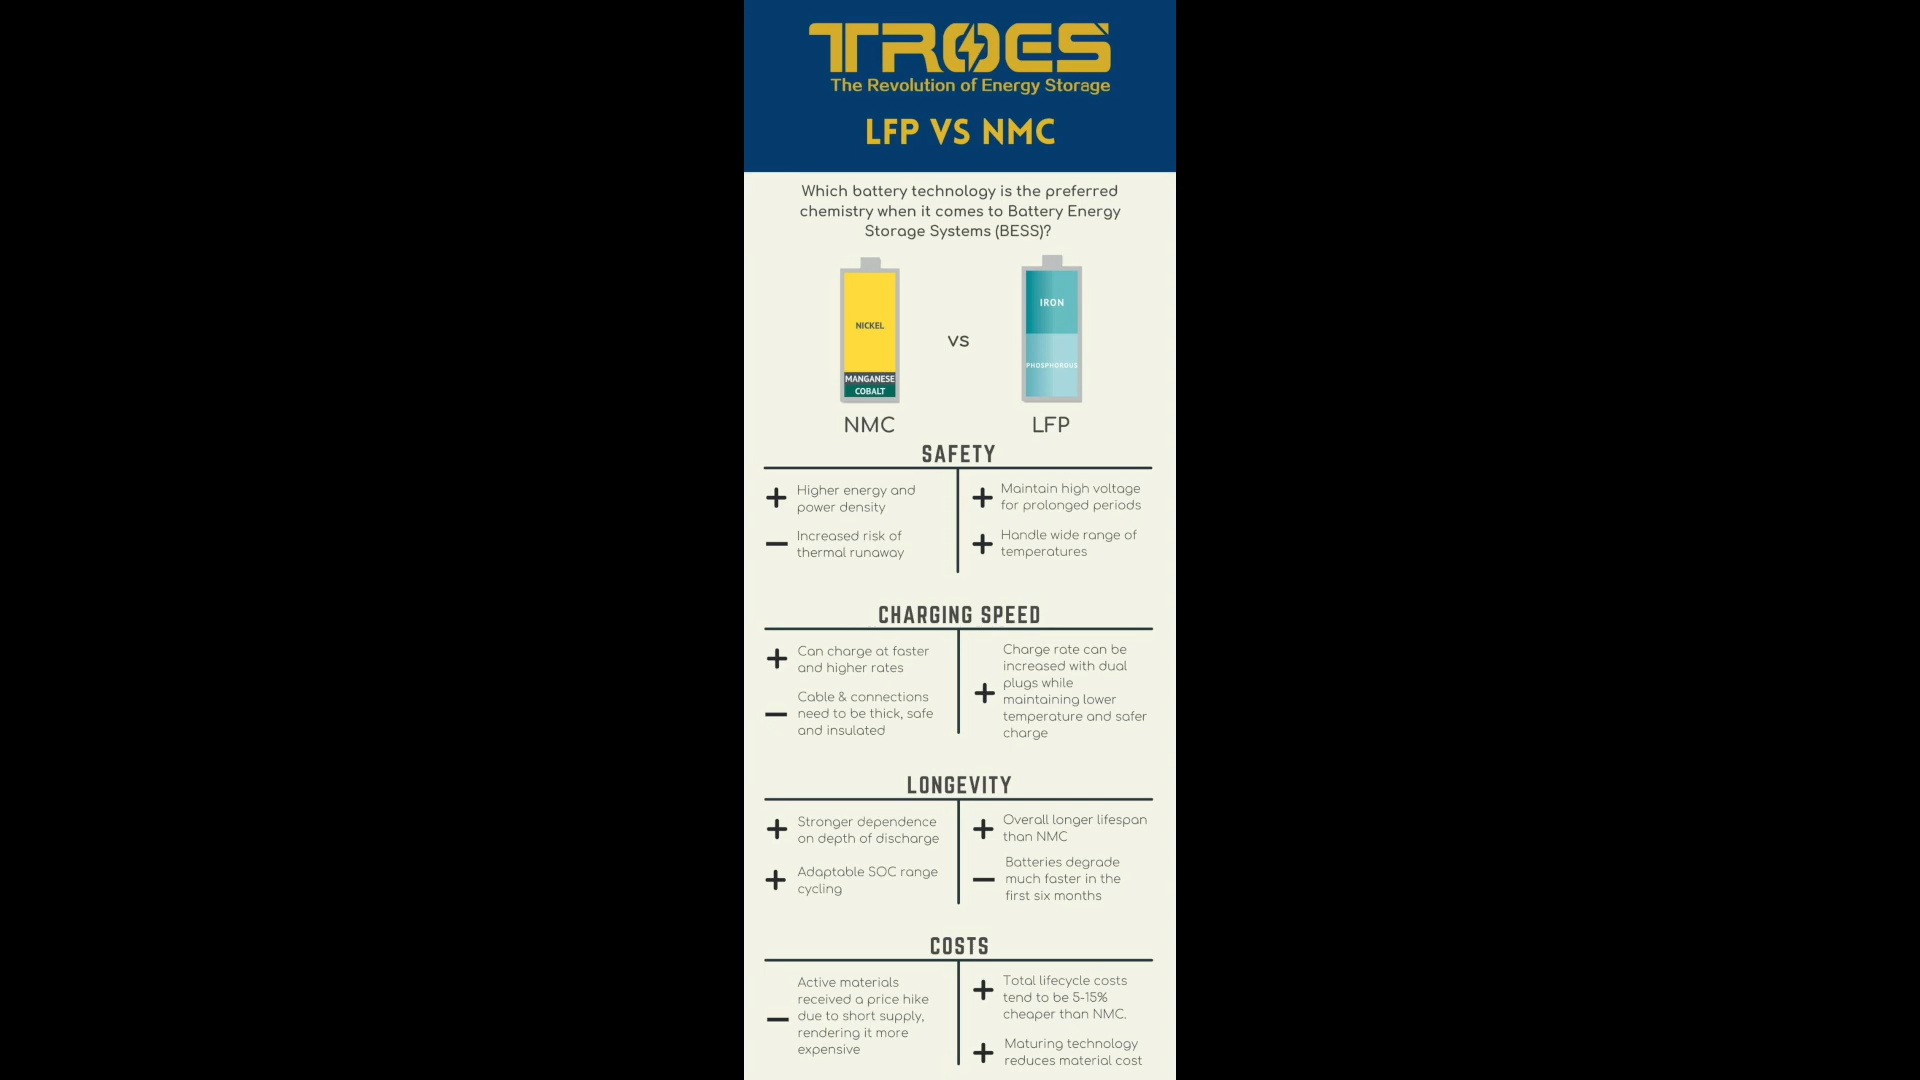 TROES
The Revolution of Energy Storage
LFP VS NMC
Which battery technology is the preferred
chemistry when it comes to Battery Energy
Storage Systems (BESS)?
NICKEL
MANGANESE
COBALT
NMC
VS
IRON
PHOSPHOROUS
LFP
SAFETY
+ Higher energy and
power density
— Increased risk of
thermal runaway
+ Maintain high voltage
for prolonged periods
+ Handle wide range of
temperatures
CHARGING SPEED
+ Can charge at faster
and higher rates
— Cable & connections
need to be thick, safe
and insulated
+ Charge rate can be
increased with dual
plugs while
maintaining lower
temperature and safer
charge
LONGEVITY
+ Stronger dependence
on depth of discharge
+ Adaptable SOC range
cycling
+ Overall longer lifespan
than NMC
— Batteries degrade
much faster in the
first six months
COSTS
— Active materials
received a price hike
due to short supply,
rendering it more
expensive
+ Total lifecycle costs
tend to be 5-15%
cheaper than NMC.
+ Maturing technology
reduces material cost